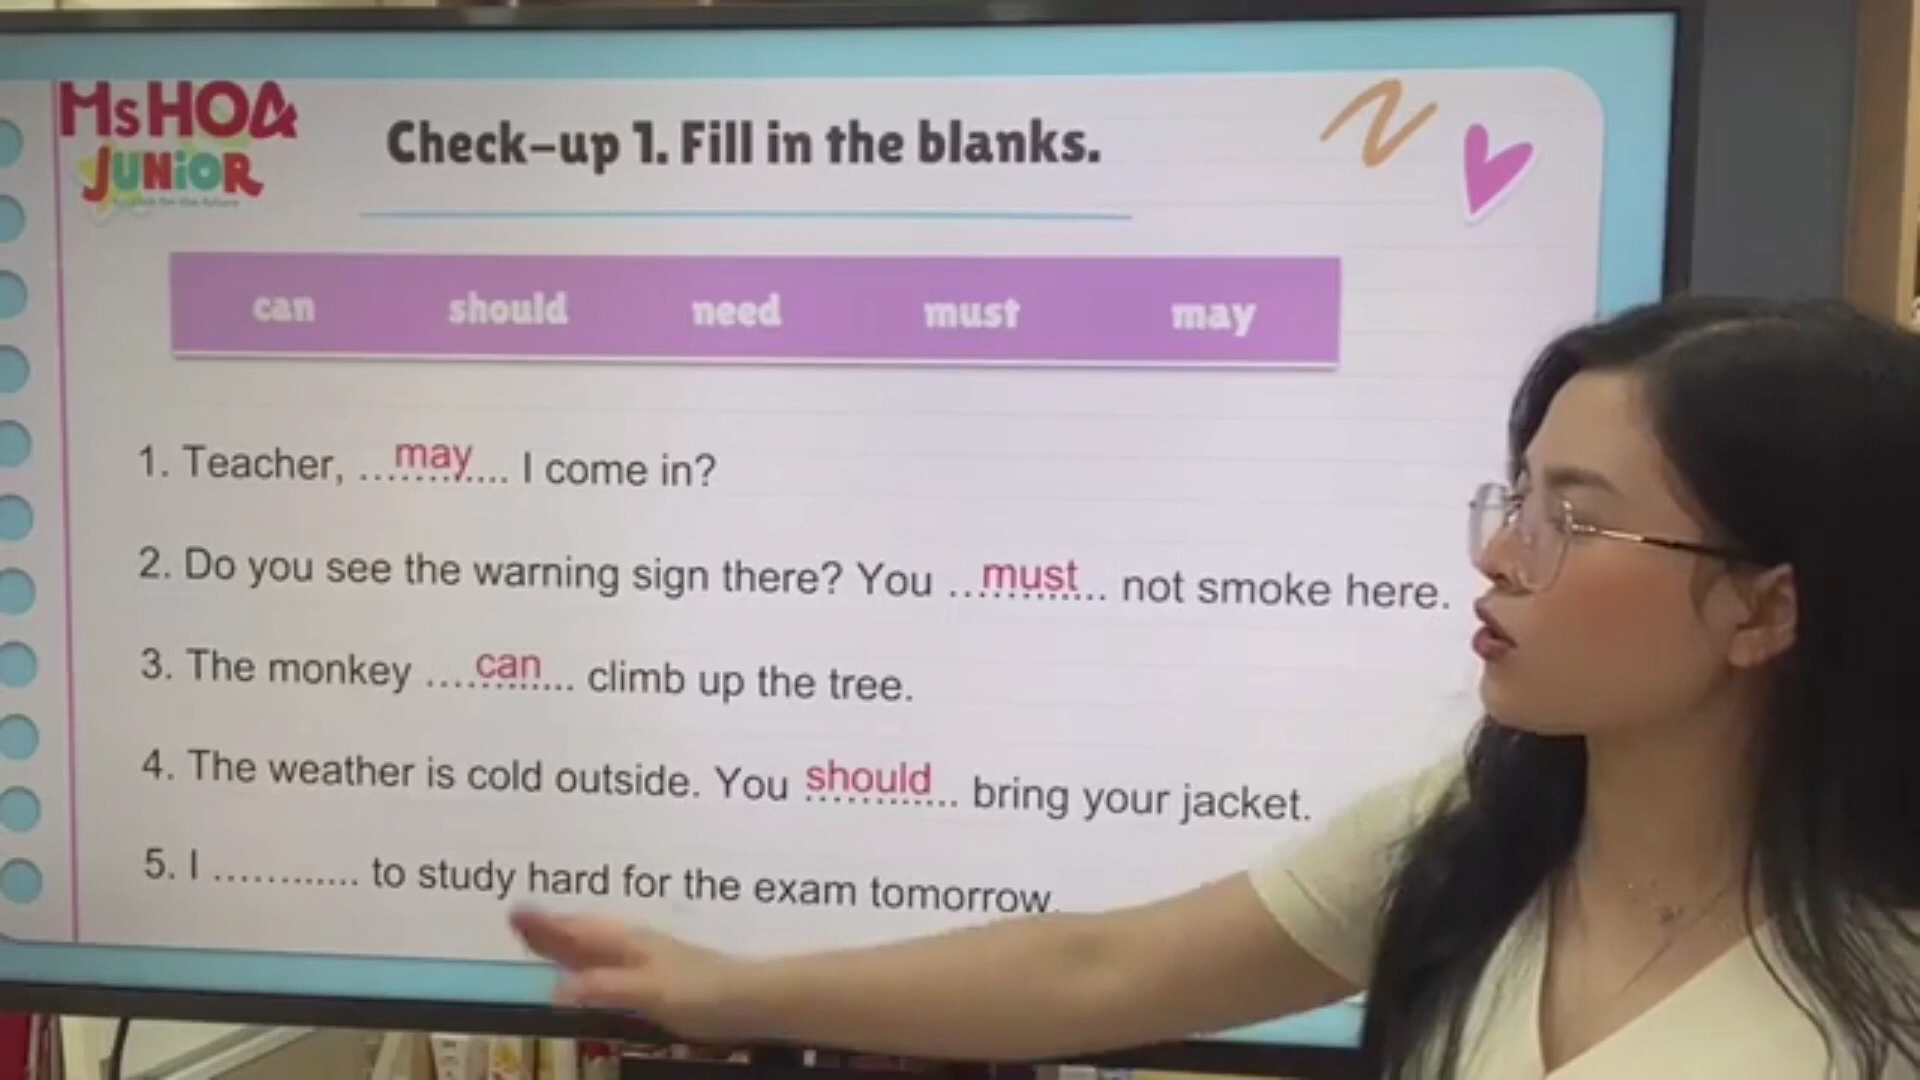 Ms HOA
JUNiOR
Check-up 1. Fill in the blanks.
can should need must may
1. Teacher, ...may.... I come in?
2. Do you see the warning sign there? You ...must... not smoke here.
3. The monkey ....can.... climb up the tree.
4. The weather is cold outside. You should... bring your jacket.
5. I ............ to study hard for the exam tomorrow.